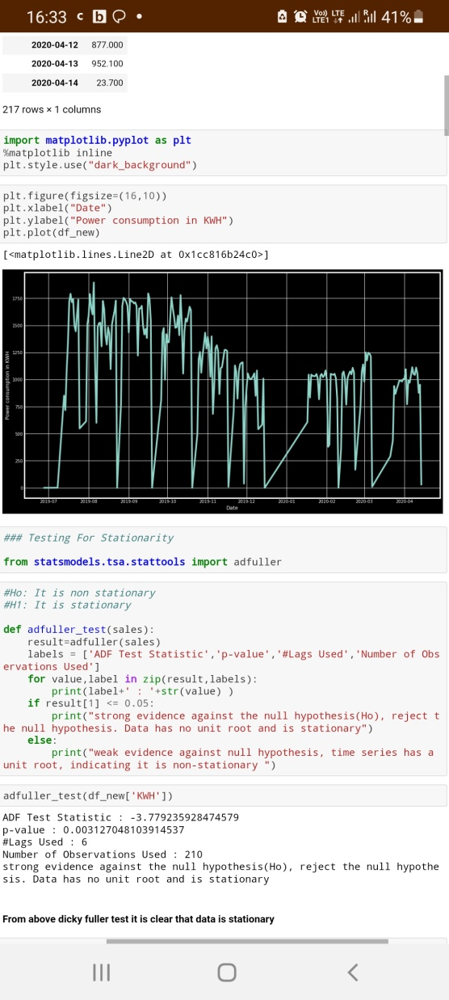 16:33 c b Vo)) LTE LTE1 R 41%
2020-04-12 877.000
2020-04-13 952.100
2020-04-14 23.700
217 rows × 1 columns
import matplotlib.pyplot as plt
%matplotlib inline
plt.style.use("dark_background")
plt.figure(figsize=(16,10))
plt.xlabel("Date")
plt.ylabel("Power consumption in KWH")
plt.plot(df_new)
[<matplotlib.lines.Line2D at 0x1cc816b24c0>]
1750
1500
1250
1000
750
500
250
0
Power consumption in KWH
2019-07 2019-08 2019-09 2019-10 2019-11 2019-12 2020-01 2020-02 2020-03 2020-04
Date
### Testing For Stationarity
from statsmodels.tsa.stattools import adfuller
#Ho: It is non stationary
#H1: It is stationary
def adfuller_test(sales):
    result=adfuller(sales)
    labels = ['ADF Test Statistic','p-value','#Lags Used','Number of Obs
ervations Used']
    for value,label in zip(result,labels):
        print(label+' : '+str(value) )
    if result[1] <= 0.05:
        print("strong evidence against the null hypothesis(Ho), reject t
he null hypothesis. Data has no unit root and is stationary")
    else:
        print("weak evidence against null hypothesis, time series has a
unit root, indicating it is non-stationary ")
adfuller_test(df_new['KWH'])
ADF Test Statistic : -3.779235928474579
p-value : 0.003127048103914537
#Lags Used : 6
Number of Observations Used : 210
strong evidence against the null hypothesis(Ho), reject the null hypothe
sis. Data has no unit root and is stationary
From above dicky fuller test it is clear that data is stationary